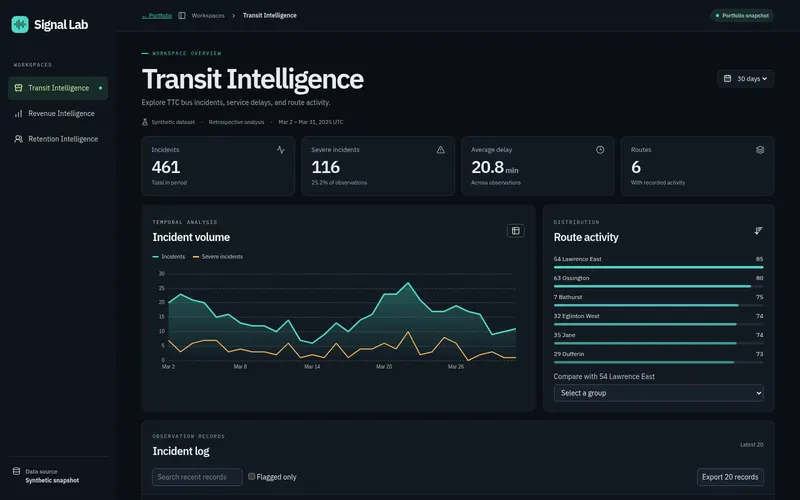 Signal Lab
WORKSPACES
Transit Intelligence
Revenue Intelligence
Retention Intelligence
Data source
Synthetic snapshot
← Portfolio
Workspaces
Transit Intelligence
Portfolio snapshot
WORKSPACE OVERVIEW
Transit Intelligence
Explore TTC bus incidents, service delays, and route activity.
30 days
Synthetic dataset · Retrospective analysis · Mar 2 – Mar 31, 2025 UTC
Incidents
461
Total in period
Severe incidents
116
25.2% of observations
Average delay
20.8 min
Across observations
Routes
6
With recorded activity
TEMPORAL ANALYSIS
Incident volume
Incidents
Severe incidents
30
25
20
15
10
5
0
Mar 2
Mar 8
Mar 14
Mar 20
Mar 26
DISTRIBUTION
Route activity
54 Lawrence East 85
63 Ossington 80
7 Bathurst 75
32 Eglinton West 74
35 Jane 74
29 Dufferin 73
Compare with 54 Lawrence East
Select a group
OBSERVATION RECORDS
Incident log
Latest 20
Search recent records
Flagged only
Export 20 records